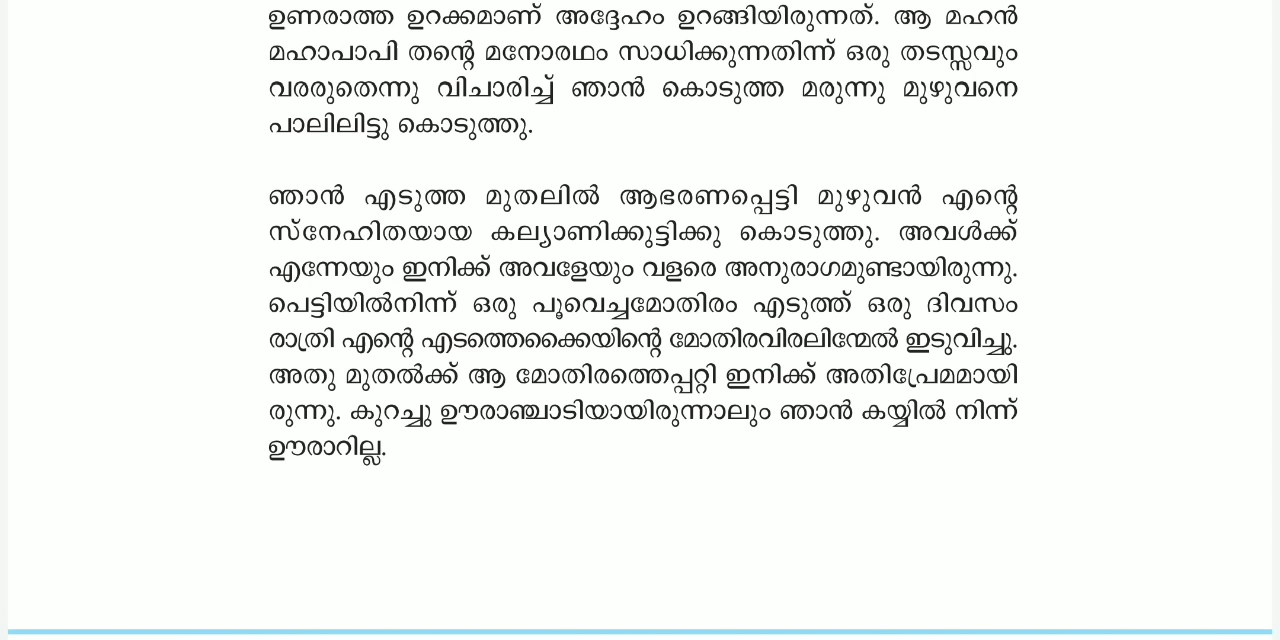 ഉണരാത്ത ഉറക്കമാണ് അദ്ദേഹം ഉറങ്ങിയിരുന്നത്. ആ മഹൻ
മഹാപാപി തന്റെ മനോരഥം സാധിക്കുന്നതിന് ഒരു തടസ്സവും
വരരുതെന്നു വിചാരിച്ച് ഞാൻ കൊടുത്ത മരുന്നു മുഴുവനെ
പാലിലിട്ടു കൊടുത്തു.
ഞാൻ എടുത്ത മുതലിൽ ആഭരണപ്പെട്ടി മുഴുവൻ എന്റെ
സ്നേഹിതയായ കല്യാണിക്കുട്ടിക്കു കൊടുത്തു. അവൾക്ക്
എന്നേയും ഇനിക്ക് അവളേയും വളരെ അനുരാഗമുണ്ടായിരുന്നു.
പെട്ടിയിൽനിന്ന് ഒരു പൂവെച്ചമോതിരം എടുത്ത് ഒരു ദിവസം
രാത്രി എന്റെ എടത്തെക്കൈയിന്റെ മോതിരവിരലിന്മേൽ ഇടുവിച്ചു.
അതു മുതൽക്ക് ആ മോതിരത്തെപ്പറ്റി ഇനിക്ക് അതിപ്രേമമായി
രുന്നു. കുറച്ചു ഊരാഞ്ചാടിയായിരുന്നാലും ഞാൻ കയ്യിൽ നിന്ന്
ഊരാറില്ല.